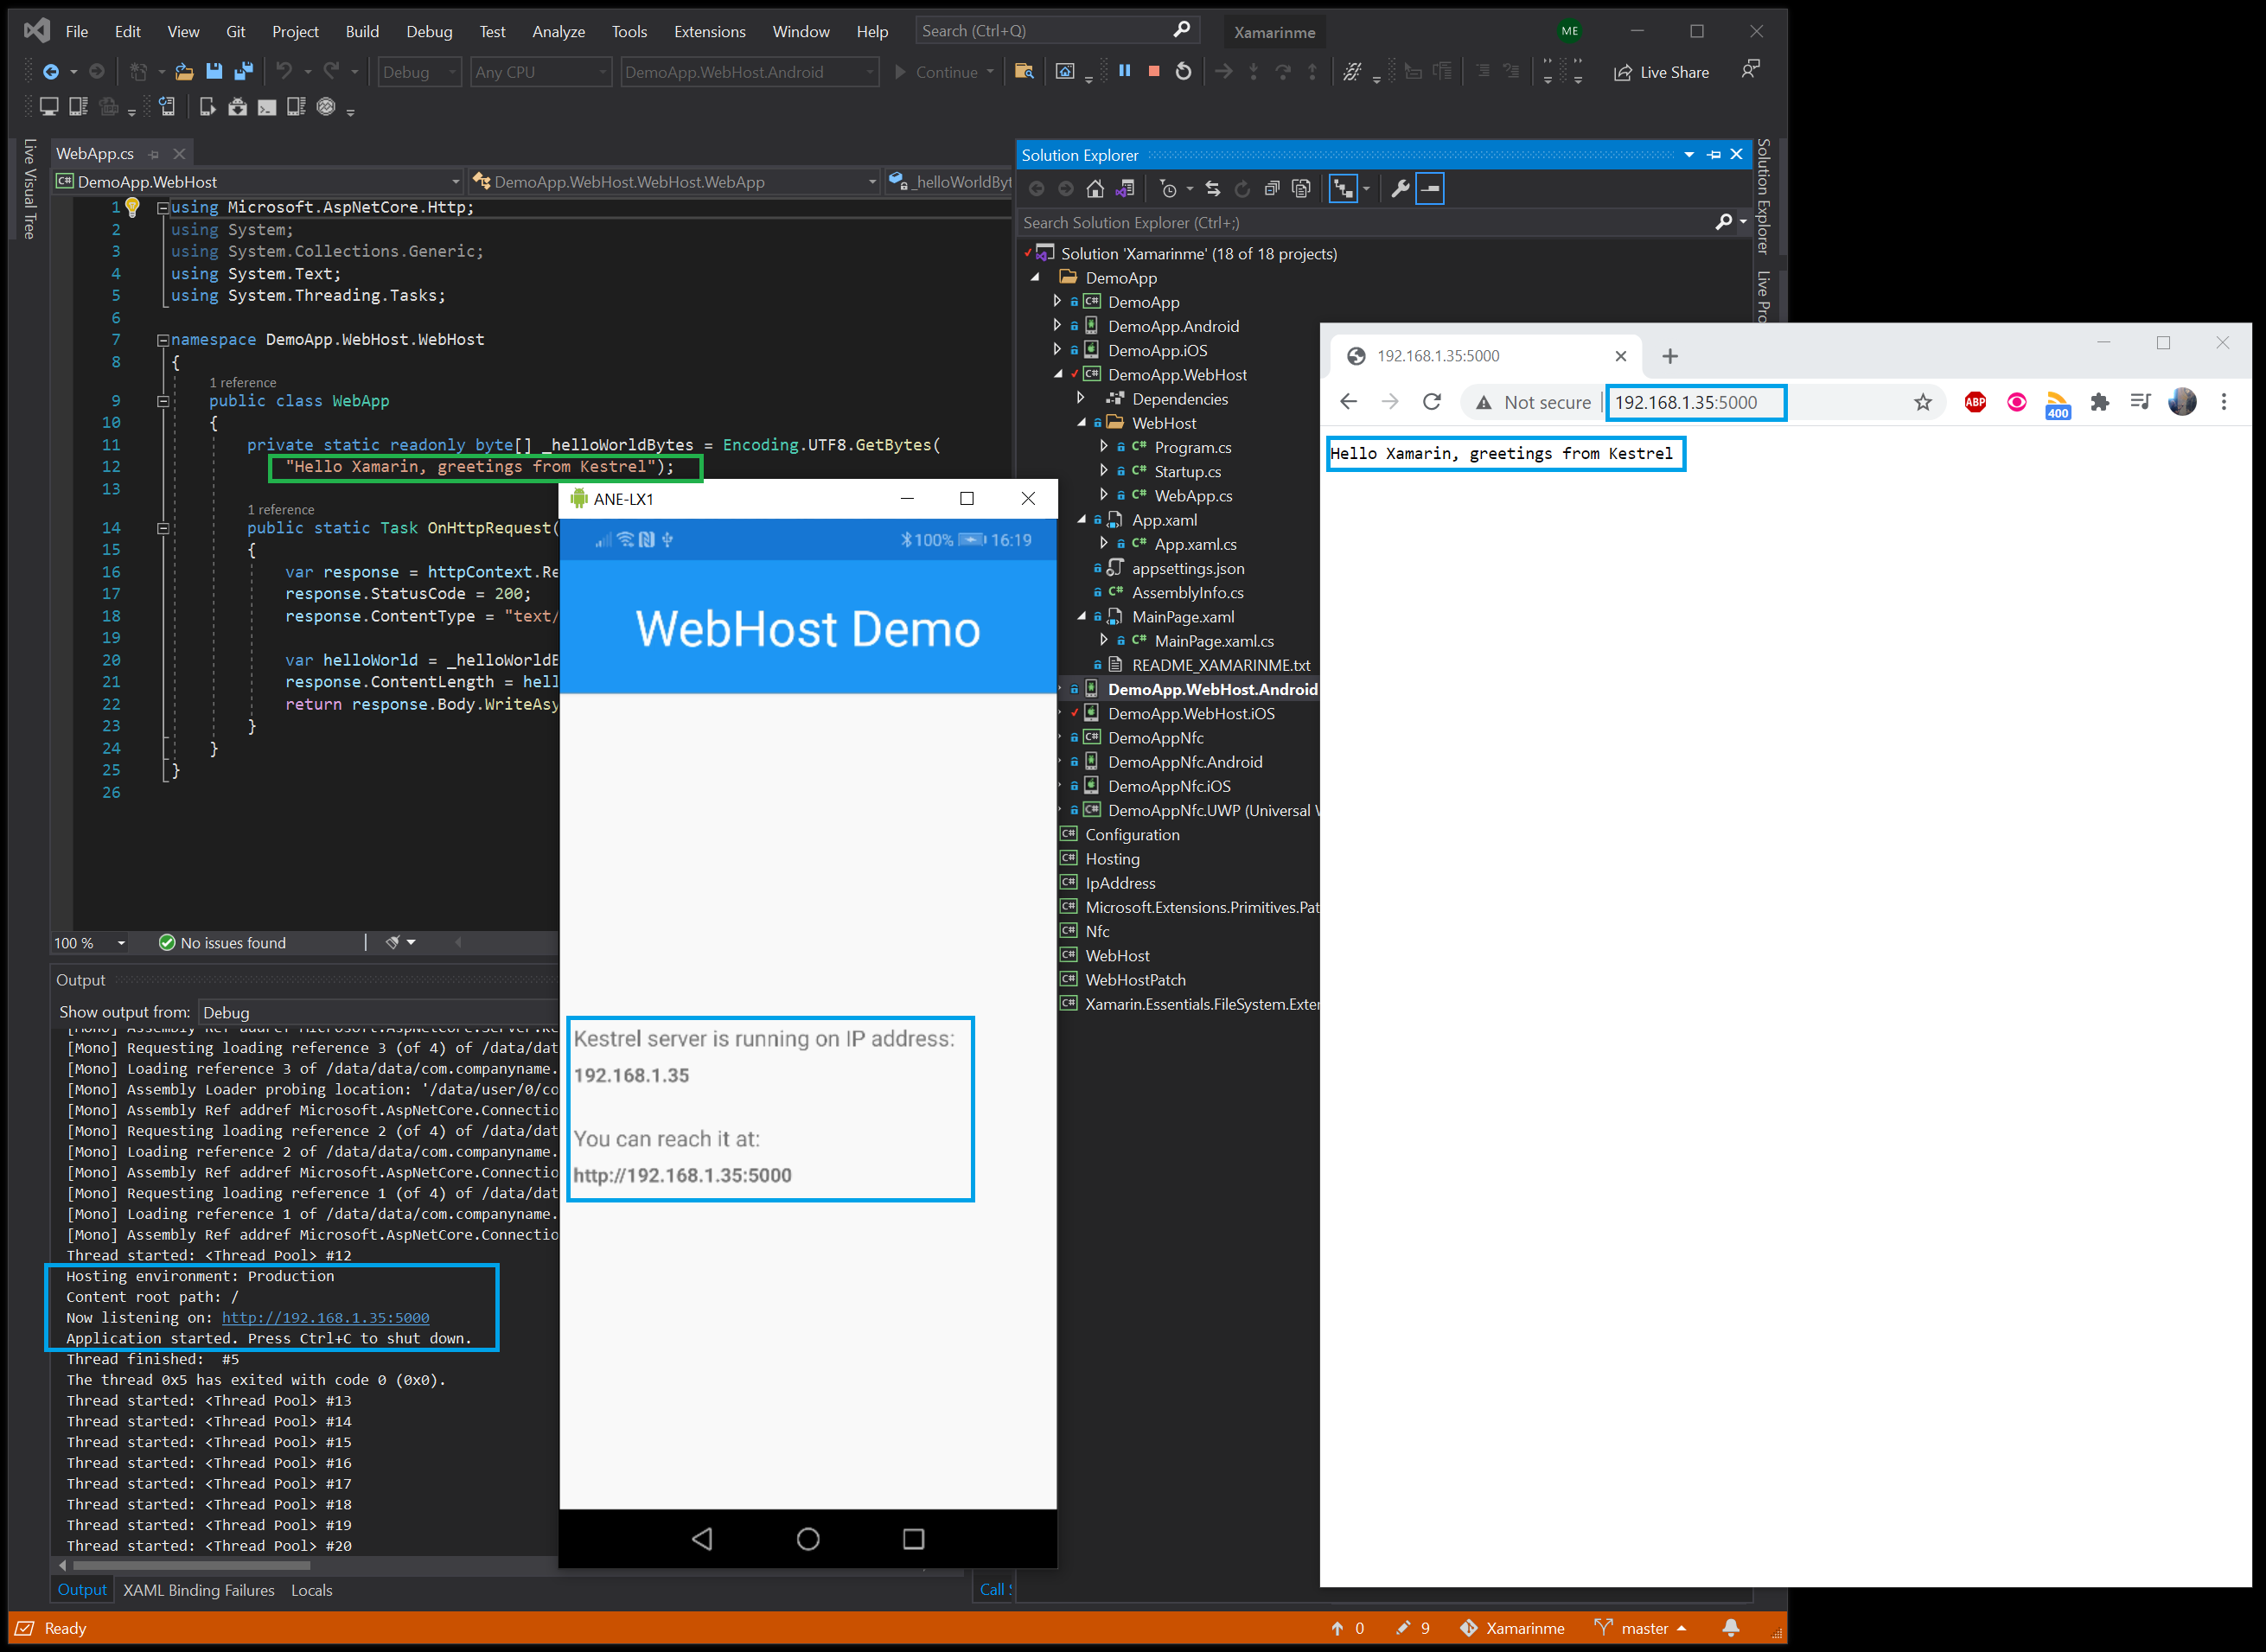 File Edit View Git Project Build Debug Test Analyze Tools Extensions Window Help Search (Ctrl+Q) Xamarinme ME
Debug Any CPU DemoApp.WebHost.Android Continue Live Share
Live Visual Tree
WebApp.cs
DemoApp.WebHost DemoApp.WebHost.WebHost.WebApp _helloWorldByt
1 using Microsoft.AspNetCore.Http;
2 using System;
3 using System.Collections.Generic;
4 using System.Text;
5 using System.Threading.Tasks;
6
7 namespace DemoApp.WebHost.WebHost
8 {
1 reference
9 public class WebApp
10 {
11 private static readonly byte[] _helloWorldBytes = Encoding.UTF8.GetBytes(
12 "Hello Xamarin, greetings from Kestrel");
13
1 reference
14 public static Task OnHttpRequest(
15 {
16 var response = httpContext.Re
17 response.StatusCode = 200;
18 response.ContentType = "text/
19
20 var helloWorld = _helloWorldB
21 response.ContentLength = hell
22 return response.Body.WriteAsy
23 }
24 }
25 }
26
100 % No issues found
Output
Show output from: Debug
[Mono] Assembly Ref addref Microsoft.AspNetCore.Server.Ke
[Mono] Requesting loading reference 3 (of 4) of /data/dat
[Mono] Loading reference 3 of /data/data/com.companyname.
[Mono] Assembly Loader probing location: '/data/user/0/co
[Mono] Assembly Ref addref Microsoft.AspNetCore.Connectio
[Mono] Requesting loading reference 2 (of 4) of /data/dat
[Mono] Loading reference 2 of /data/data/com.companyname.
[Mono] Assembly Ref addref Microsoft.AspNetCore.Connectio
[Mono] Requesting loading reference 1 (of 4) of /data/dat
[Mono] Loading reference 1 of /data/data/com.companyname.
[Mono] Assembly Ref addref Microsoft.AspNetCore.Connectio
Thread started: <Thread Pool> #12
Hosting environment: Production
Content root path: /
Now listening on: http://192.168.1.35:5000
Application started. Press Ctrl+C to shut down.
Thread finished: #5
The thread 0x5 has exited with code 0 (0x0).
Thread started: <Thread Pool> #13
Thread started: <Thread Pool> #14
Thread started: <Thread Pool> #15
Thread started: <Thread Pool> #16
Thread started: <Thread Pool> #17
Thread started: <Thread Pool> #18
Thread started: <Thread Pool> #19
Thread started: <Thread Pool> #20
Output XAML Binding Failures Locals
Call
ANE-LX1
100% 16:19
WebHost Demo
Kestrel server is running on IP address:
192.168.1.35
You can reach it at:
http://192.168.1.35:5000
Solution Explorer
Search Solution Explorer (Ctrl+;)
Solution 'Xamarinme' (18 of 18 projects)
DemoApp
DemoApp
DemoApp.Android
DemoApp.iOS
DemoApp.WebHost
Dependencies
WebHost
Program.cs
Startup.cs
WebApp.cs
App.xaml
App.xaml.cs
appsettings.json
AssemblyInfo.cs
MainPage.xaml
MainPage.xaml.cs
README_XAMARINME.txt
DemoApp.WebHost.Android
DemoApp.WebHost.iOS
DemoAppNfc
DemoAppNfc.Android
DemoAppNfc.iOS
DemoAppNfc.UWP (Universal W
Configuration
Hosting
IpAddress
Microsoft.Extensions.Primitives.Pat
Nfc
WebHost
WebHostPatch
Xamarin.Essentials.FileSystem.Exter
Solution Explorer
Live Pro
192.168.1.35:5000
Not secure 192.168.1.35:5000 ABP 400
Hello Xamarin, greetings from Kestrel
Ready 0 9 Xamarinme master